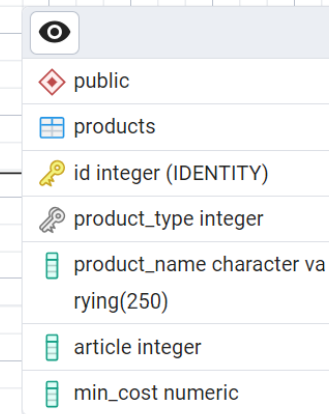 public
products
id integer (IDENTITY)
product_type integer
product_name character va
rying(250)
article integer
min_cost numeric